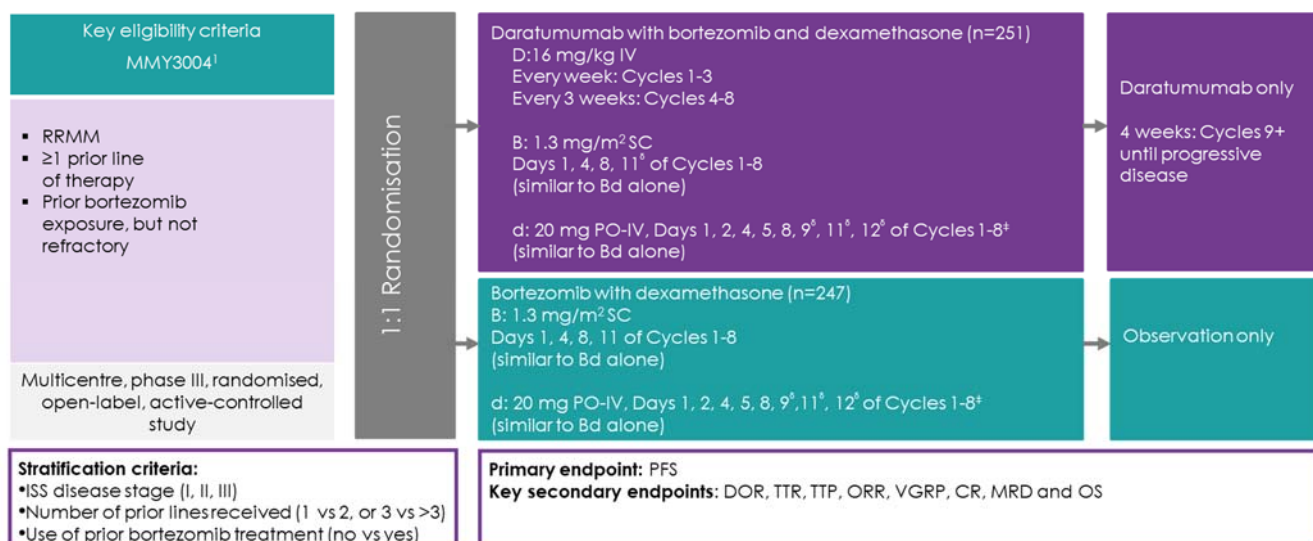 Key eligibility criteria
MMY3004¹
▪ RRMM
▪ ≥1 prior line
of therapy
▪ Prior bortezomib
exposure, but not
refractory
Multicentre, phase III, randomised,
open-label, active-controlled
study
1:1 Randomisation
Daratumumab with bortezomib and dexamethasone (n=251)
D:16 mg/kg IV
Every week: Cycles 1-3
Every 3 weeks: Cycles 4-8
B: 1.3 mg/m² SC
Days 1, 4, 8, 11^δ of Cycles 1-8
(similar to Bd alone)
d: 20 mg PO-IV, Days 1, 2, 4, 5, 8, 9^δ, 11^δ, 12^δ of Cycles 1-8^‡
(similar to Bd alone)
Daratumumab only
4 weeks: Cycles 9+
until progressive
disease
Bortezomib with dexamethasone (n=247)
B: 1.3 mg/m² SC
Days 1, 4, 8, 11 of Cycles 1-8
(similar to Bd alone)
d: 20 mg PO-IV, Days 1, 2, 4, 5, 8, 9^δ,11^δ, 12^δ of Cycles 1-8^‡
(similar to Bd alone)
Observation only
Stratification criteria:
•ISS disease stage (I, II, III)
•Number of prior lines received (1 vs 2, or 3 vs >3)
•Use of prior bortezomib treatment (no vs yes)
Primary endpoint: PFS
Key secondary endpoints: DOR, TTR, TTP, ORR, VGRP, CR, MRD and OS